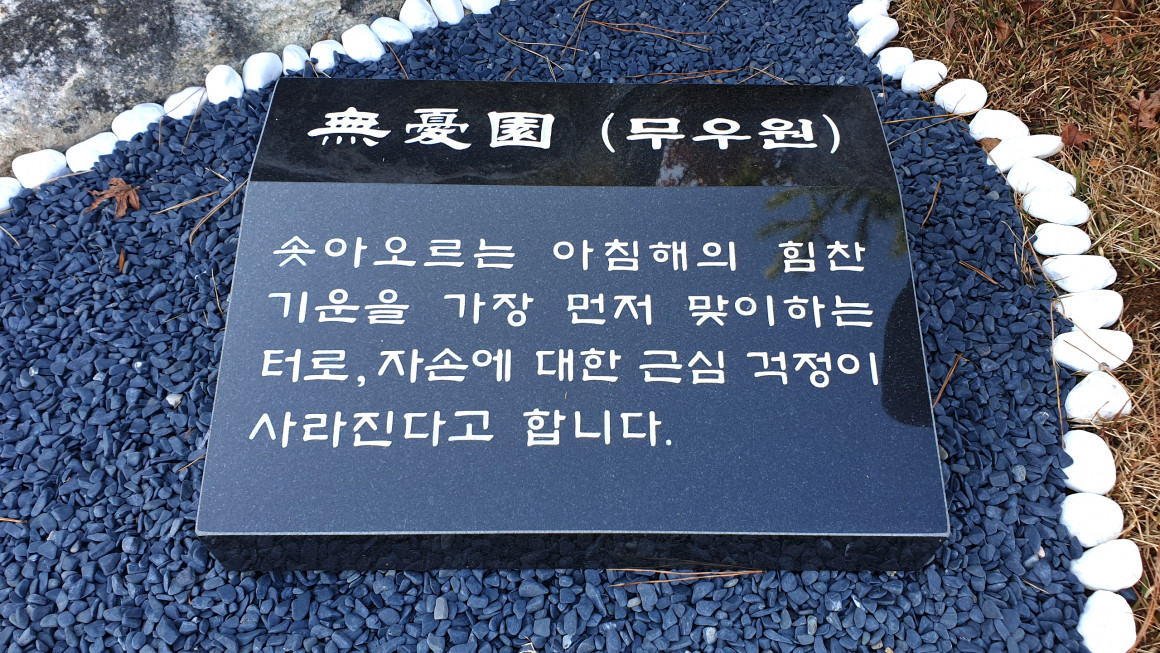 無憂園 (무우원)
솟아오르는 아침해의 힘찬
기운을 가장 먼저 맞이하는
터로, 자손에 대한 근심 걱정이
사라진다고 합니다.